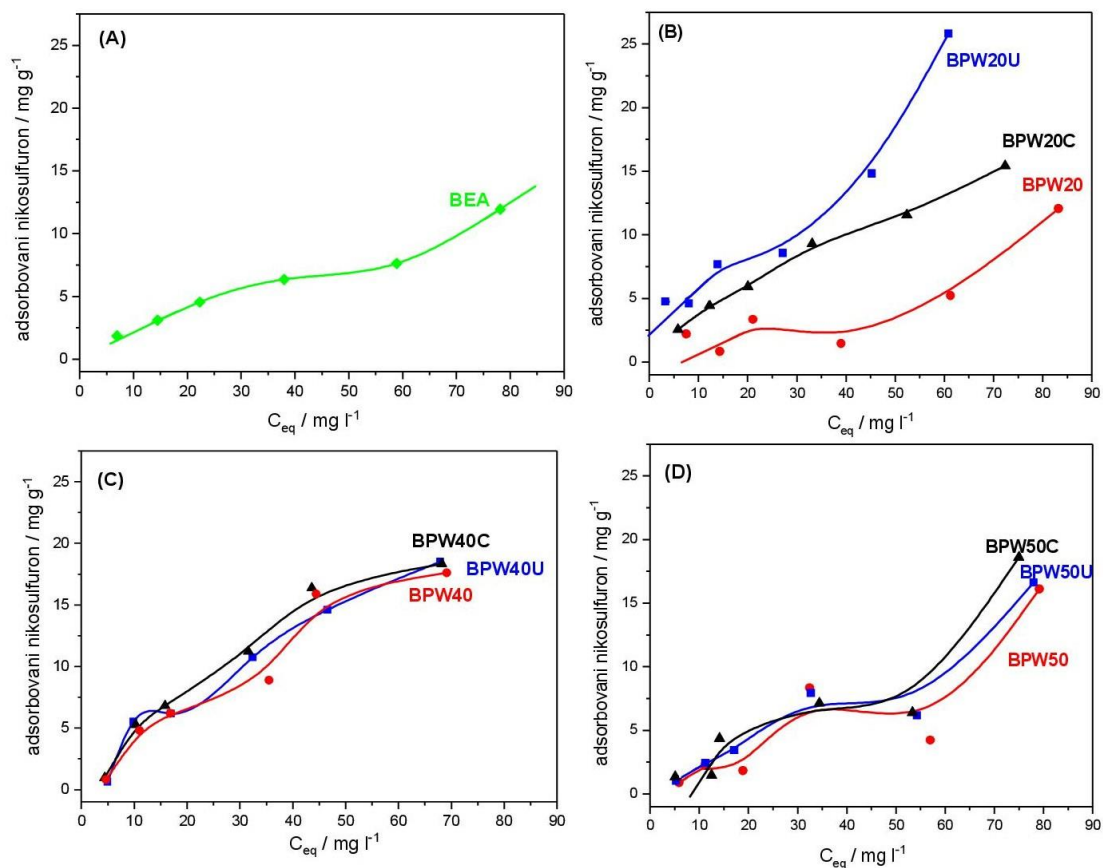 (A)
adsorbovani nikosulfuron / mg g⁻¹
25
20
15
10
5
0
BEA
0 10 20 30 40 50 60 70 80 90
C_eq / mg l⁻¹
(B)
adsorbovani nikosulfuron / mg g⁻¹
25
20
15
10
5
0
BPW20U
BPW20C
BPW20
0 10 20 30 40 50 60 70 80 90
C_eq / mg l⁻¹
(C)
adsorbovani nikosulfuron / mg g⁻¹
25
20
15
10
5
0
BPW40C
BPW40U
BPW40
0 10 20 30 40 50 60 70 80 90
C_eq / mg l⁻¹
(D)
adsorbovani nikosulfuron / mg g⁻¹
25
20
15
10
5
0
BPW50C
BPW50U
BPW50
0 10 20 30 40 50 60 70 80 90
C_eq / mg l⁻¹